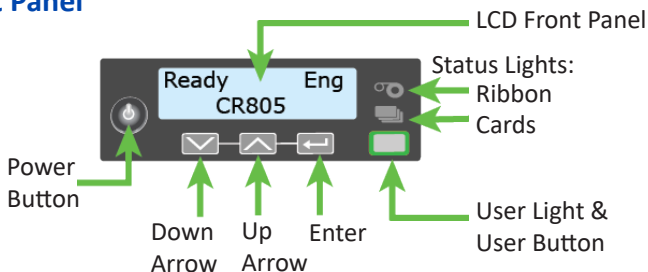 Panel
LCD Front Panel
Ready Eng
CR805
Status Lights:
Ribbon
Cards
Power
Button
Down
Arrow
Up
Arrow
Enter
User Light &
User Button